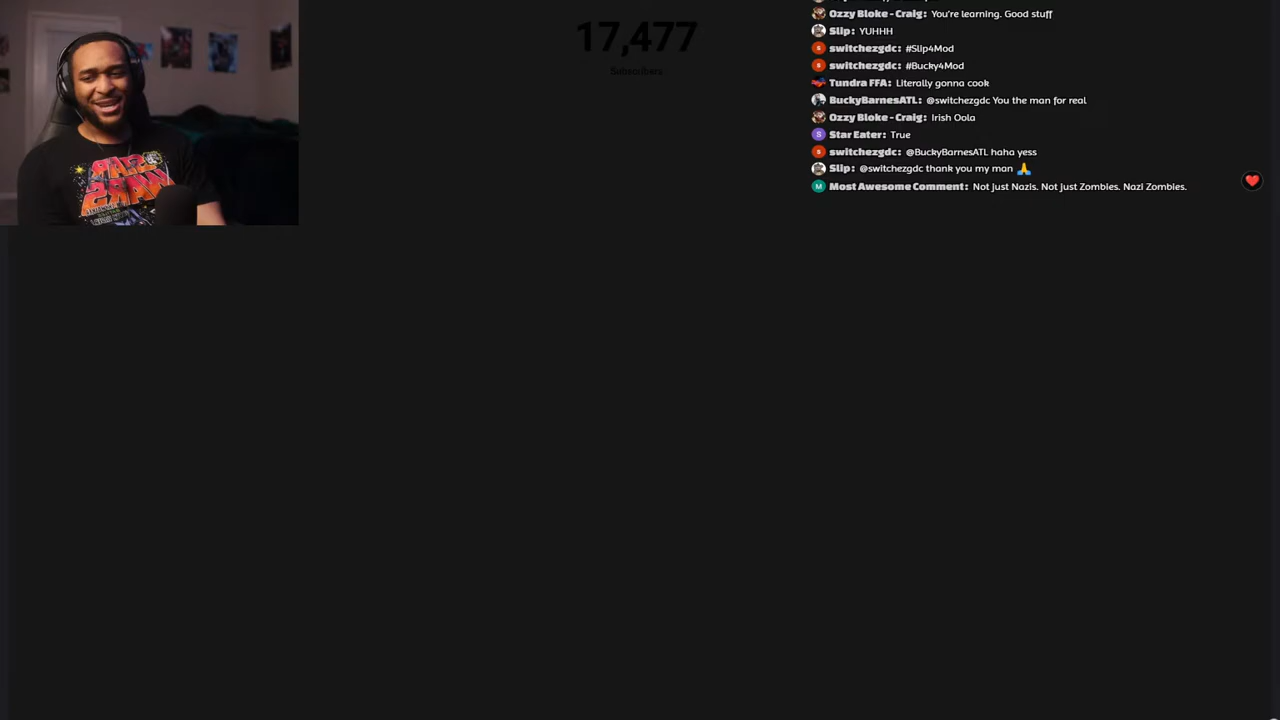 17,477
Subscribers
Ozzy Bloke - Craig: You're learning. Good stuff
Slip: YUHHH
switchezgdc: #Slip4Mod
switchezgdc: #Bucky4Mod
Tundra FFA: Literally gonna cook
BuckyBarnesATL: @switchezgdc You the man for real
Ozzy Bloke - Craig: Irish Oola
S Star Eater: True
switchezgdc: @BuckyBarnesATL haha yess
Slip: @switchezgdc thank you my man 🙏
M Most Awesome Comment: Not just Nazis. Not just Zombies. Nazi Zombies.